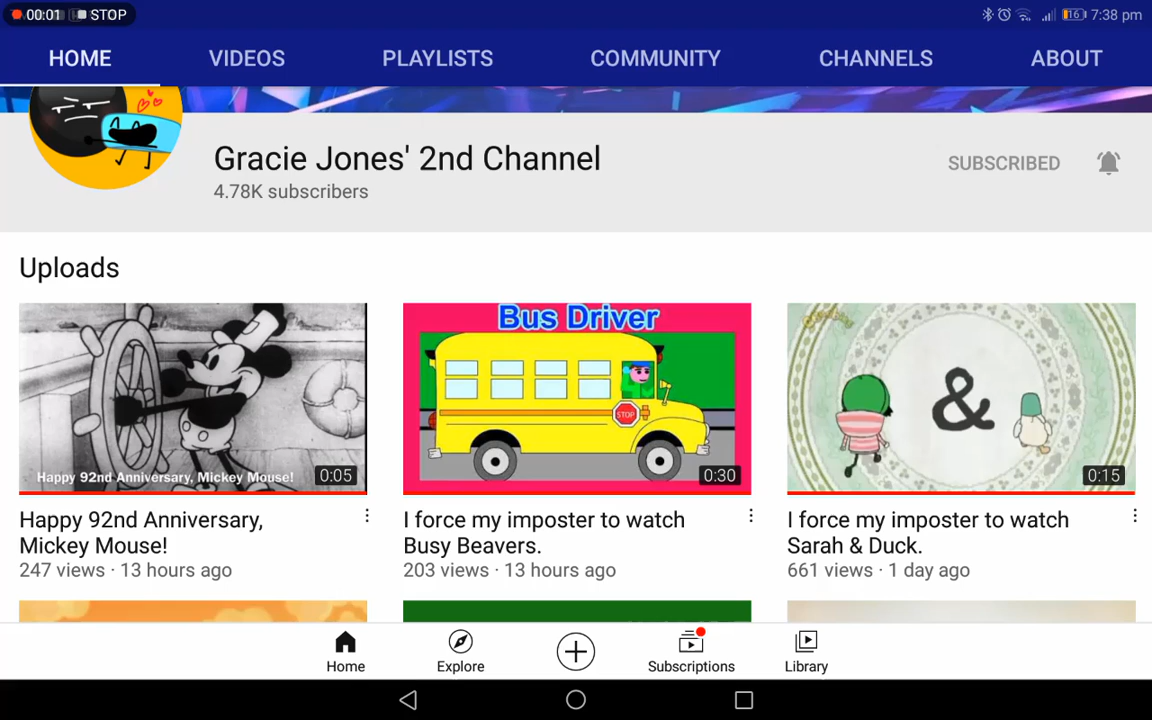 00:01 STOP
16 7:38 pm
HOME VIDEOS PLAYLISTS COMMUNITY CHANNELS ABOUT
Gracie Jones' 2nd Channel
4.78K subscribers
SUBSCRIBED
Uploads
Happy 92nd Anniversary, Mickey Mouse!
0:05
Happy 92nd Anniversary,
Mickey Mouse!
247 views · 13 hours ago
Bus Driver
STOP
0:30
I force my imposter to watch
Busy Beavers.
203 views · 13 hours ago
&
0:15
I force my imposter to watch
Sarah & Duck.
661 views · 1 day ago
Home Explore Subscriptions Library